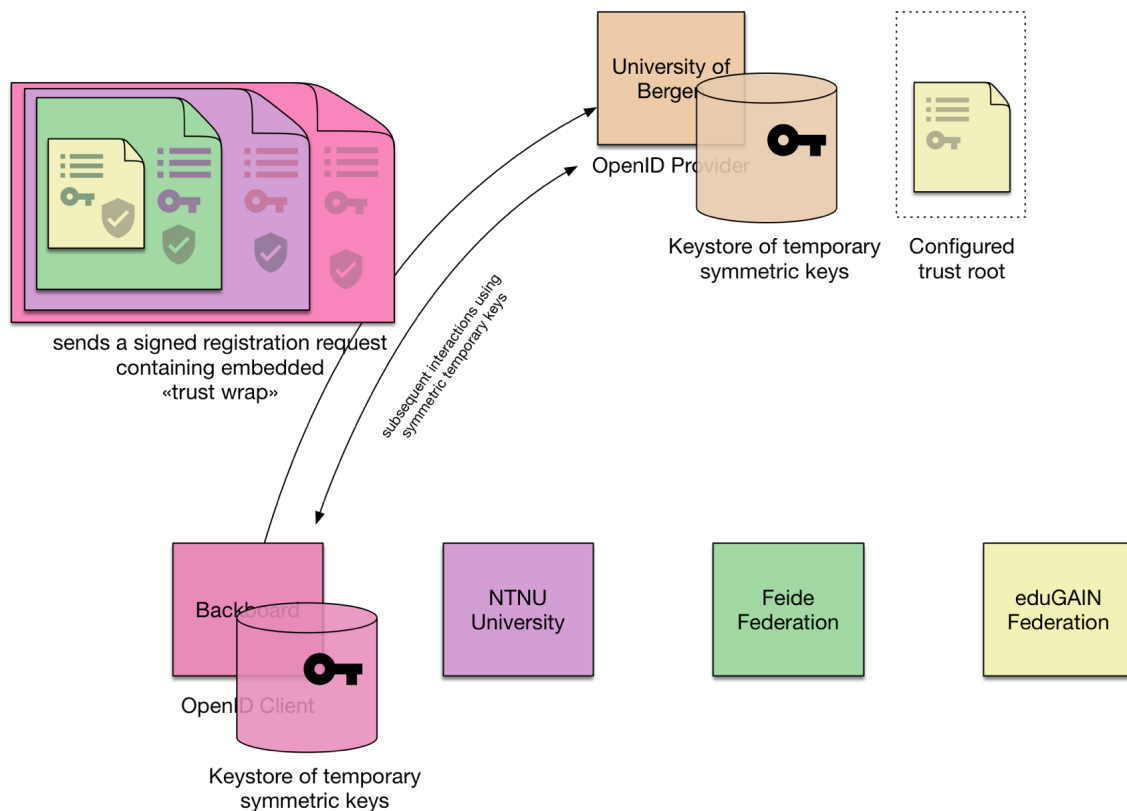 University of
Bergen
OpenID Provider
Keystore of temporary
symmetric keys
Configured
trust root
sends a signed registration request
containing embedded
«trust wrap»
subsequent interactions using
symmetric temporary keys
Backboard
OpenID Client
Keystore of temporary
symmetric keys
NTNU
University
Feide
Federation
eduGAIN
Federation